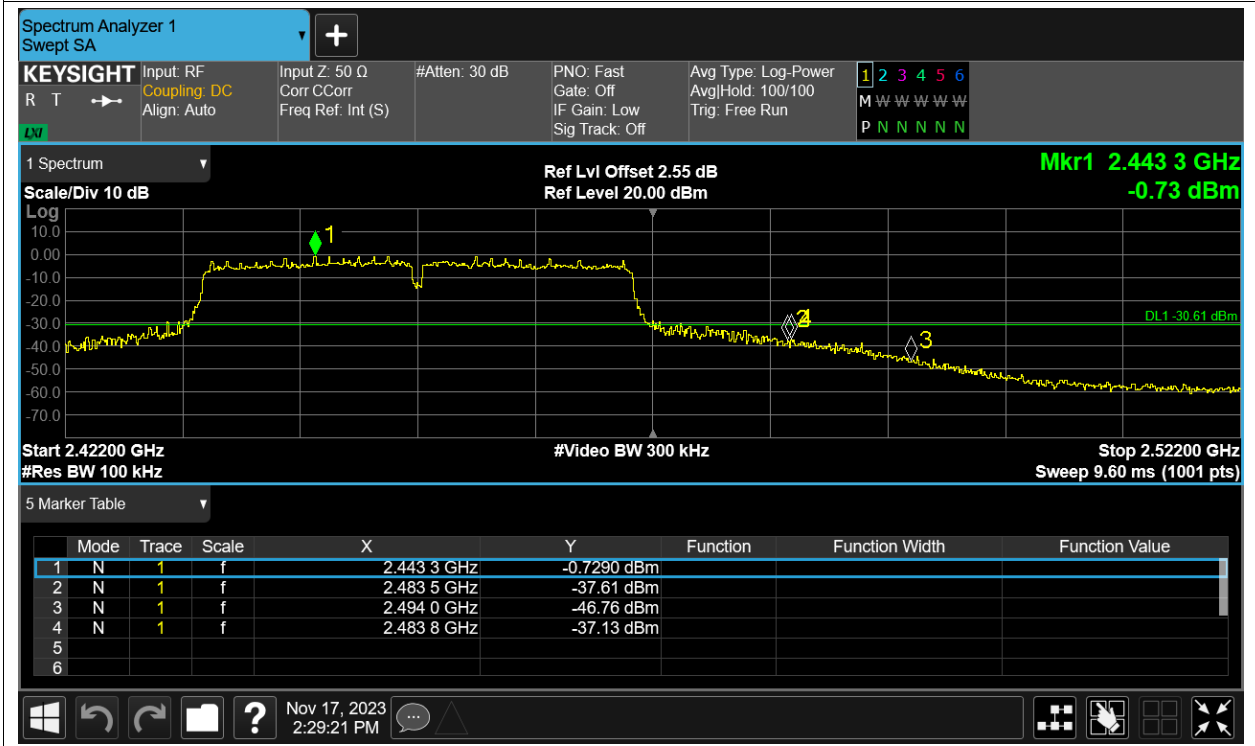 Spectrum Analyzer 1
Swept SA
+
KEYSIGHT Input: RF Input Z: 50 Ω #Atten: 30 dB PNO: Fast Avg Type: Log-Power 1 2 3 4 5 6
R T Coupling: DC Corr CCorr Gate: Off Avg|Hold: 100/100 M W W W W W
Align: Auto Freq Ref: Int (S) IF Gain: Low Trig: Free Run
LXI Sig Track: Off P N N N N N
1 Spectrum Ref Lvl Offset 2.55 dB Mkr1 2.443 3 GHz
Scale/Div 10 dB Ref Level 20.00 dBm -0.73 dBm
Log
10.0
0.00
-10.0
-20.0
-30.0
-40.0
-50.0
-60.0
-70.0
1
2 4
3
DL1 -30.61 dBm
Start 2.42200 GHz #Video BW 300 kHz Stop 2.52200 GHz
#Res BW 100 kHz Sweep 9.60 ms (1001 pts)
5 Marker Table
Mode Trace Scale X Y Function Function Width Function Value
1 N 1 f 2.443 3 GHz -0.7290 dBm
2 N 1 f 2.483 5 GHz -37.61 dBm
3 N 1 f 2.494 0 GHz -46.76 dBm
4 N 1 f 2.483 8 GHz -37.13 dBm
5
6
? Nov 17, 2023
2:29:21 PM